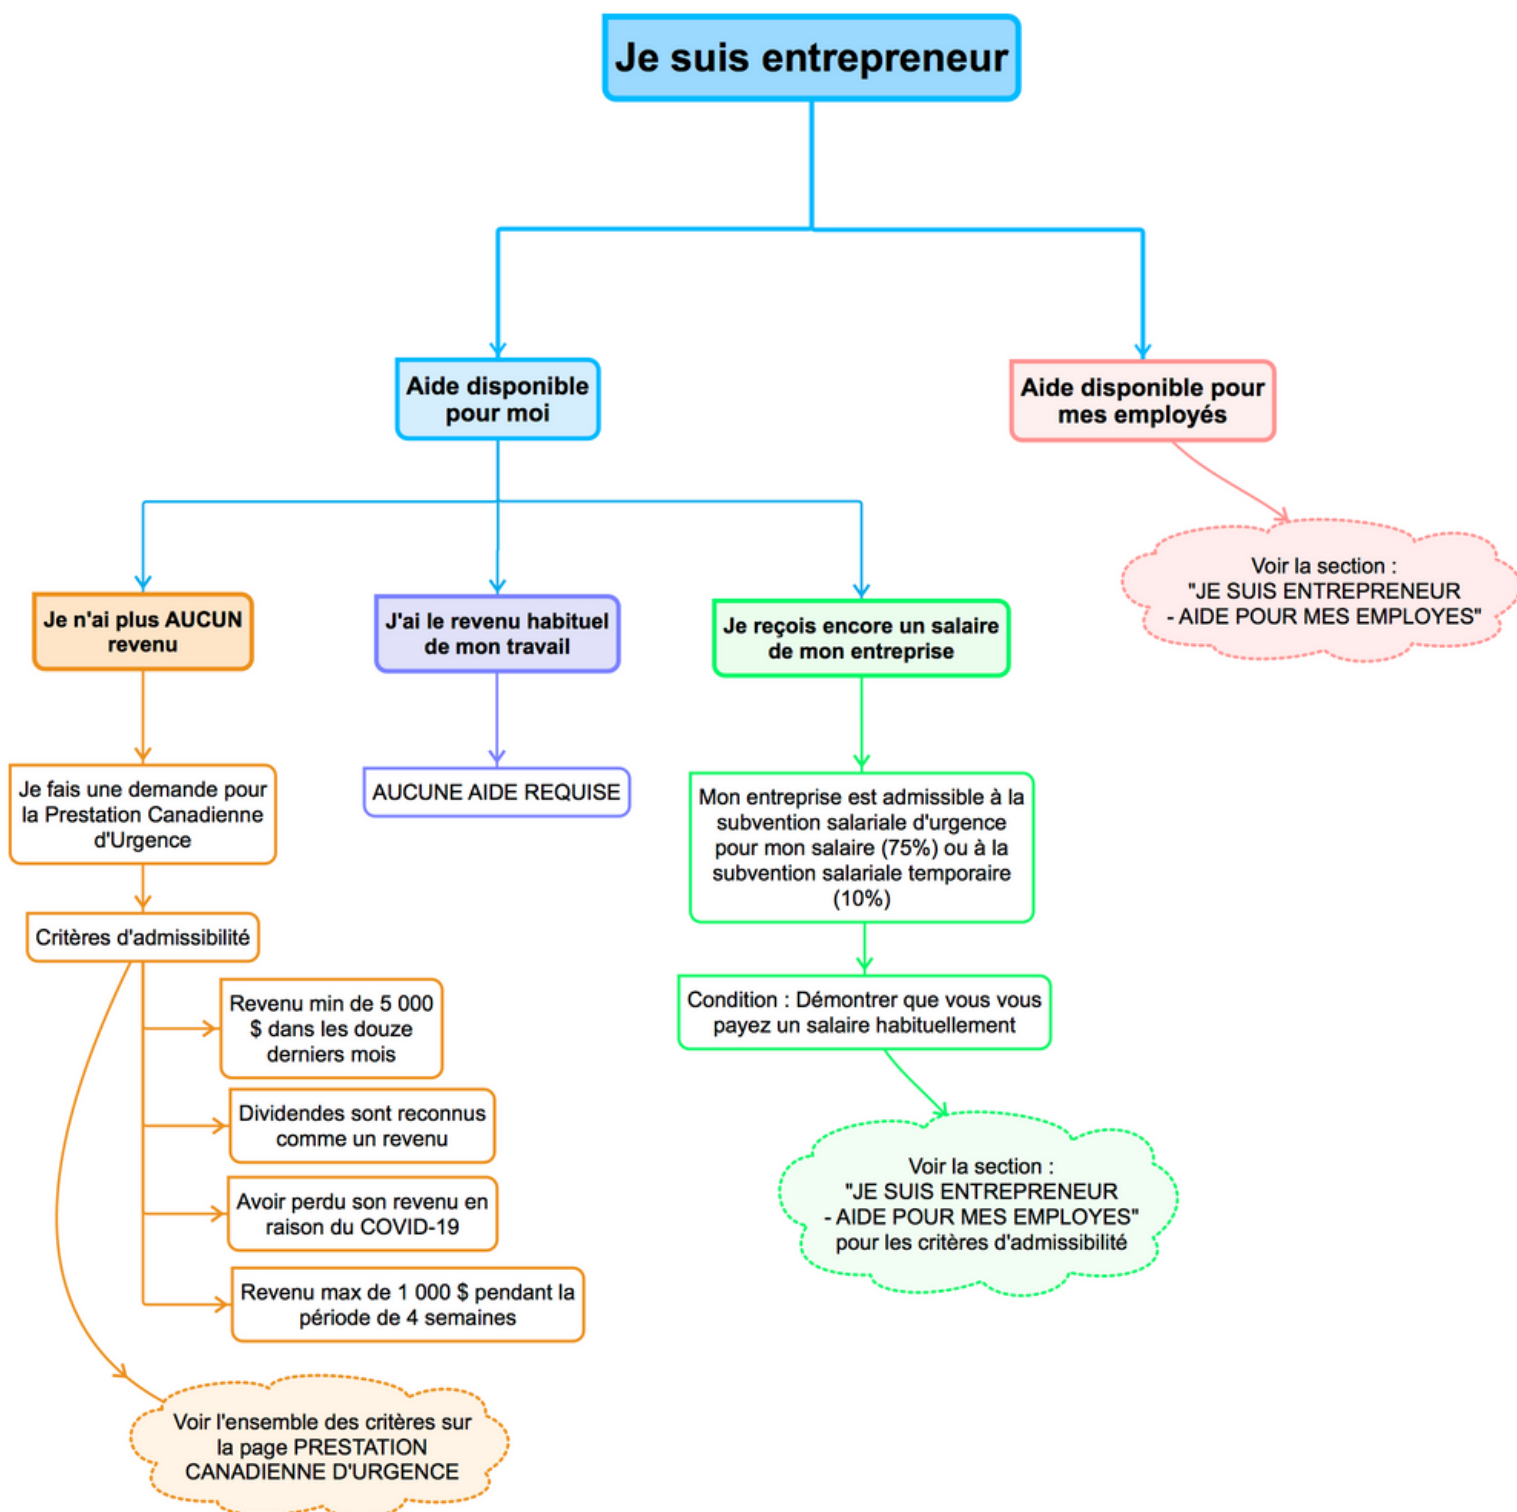 Je suis entrepreneur
Aide disponible
pour moi
Aide disponible pour
mes employés
Voir la section :
"JE SUIS ENTREPRENEUR
- AIDE POUR MES EMPLOYES"
Je n'ai plus AUCUN
revenu
J'ai le revenu habituel
de mon travail
Je reçois encore un salaire
de mon entreprise
Je fais une demande pour
la Prestation Canadienne
d'Urgence
AUCUNE AIDE REQUISE
Mon entreprise est admissible à la
subvention salariale d'urgence
pour mon salaire (75%) ou à la
subvention salariale temporaire
(10%)
Critères d'admissibilité
Revenu min de 5 000
$ dans les douze
derniers mois
Dividendes sont reconnus
comme un revenu
Avoir perdu son revenu en
raison du COVID-19
Revenu max de 1 000 $ pendant la
période de 4 semaines
Condition : Démontrer que vous vous
payez un salaire habituellement
Voir la section :
"JE SUIS ENTREPRENEUR
- AIDE POUR MES EMPLOYES"
pour les critères d'admissibilité
Voir l'ensemble des critères sur
la page PRESTATION
CANADIENNE D'URGENCE